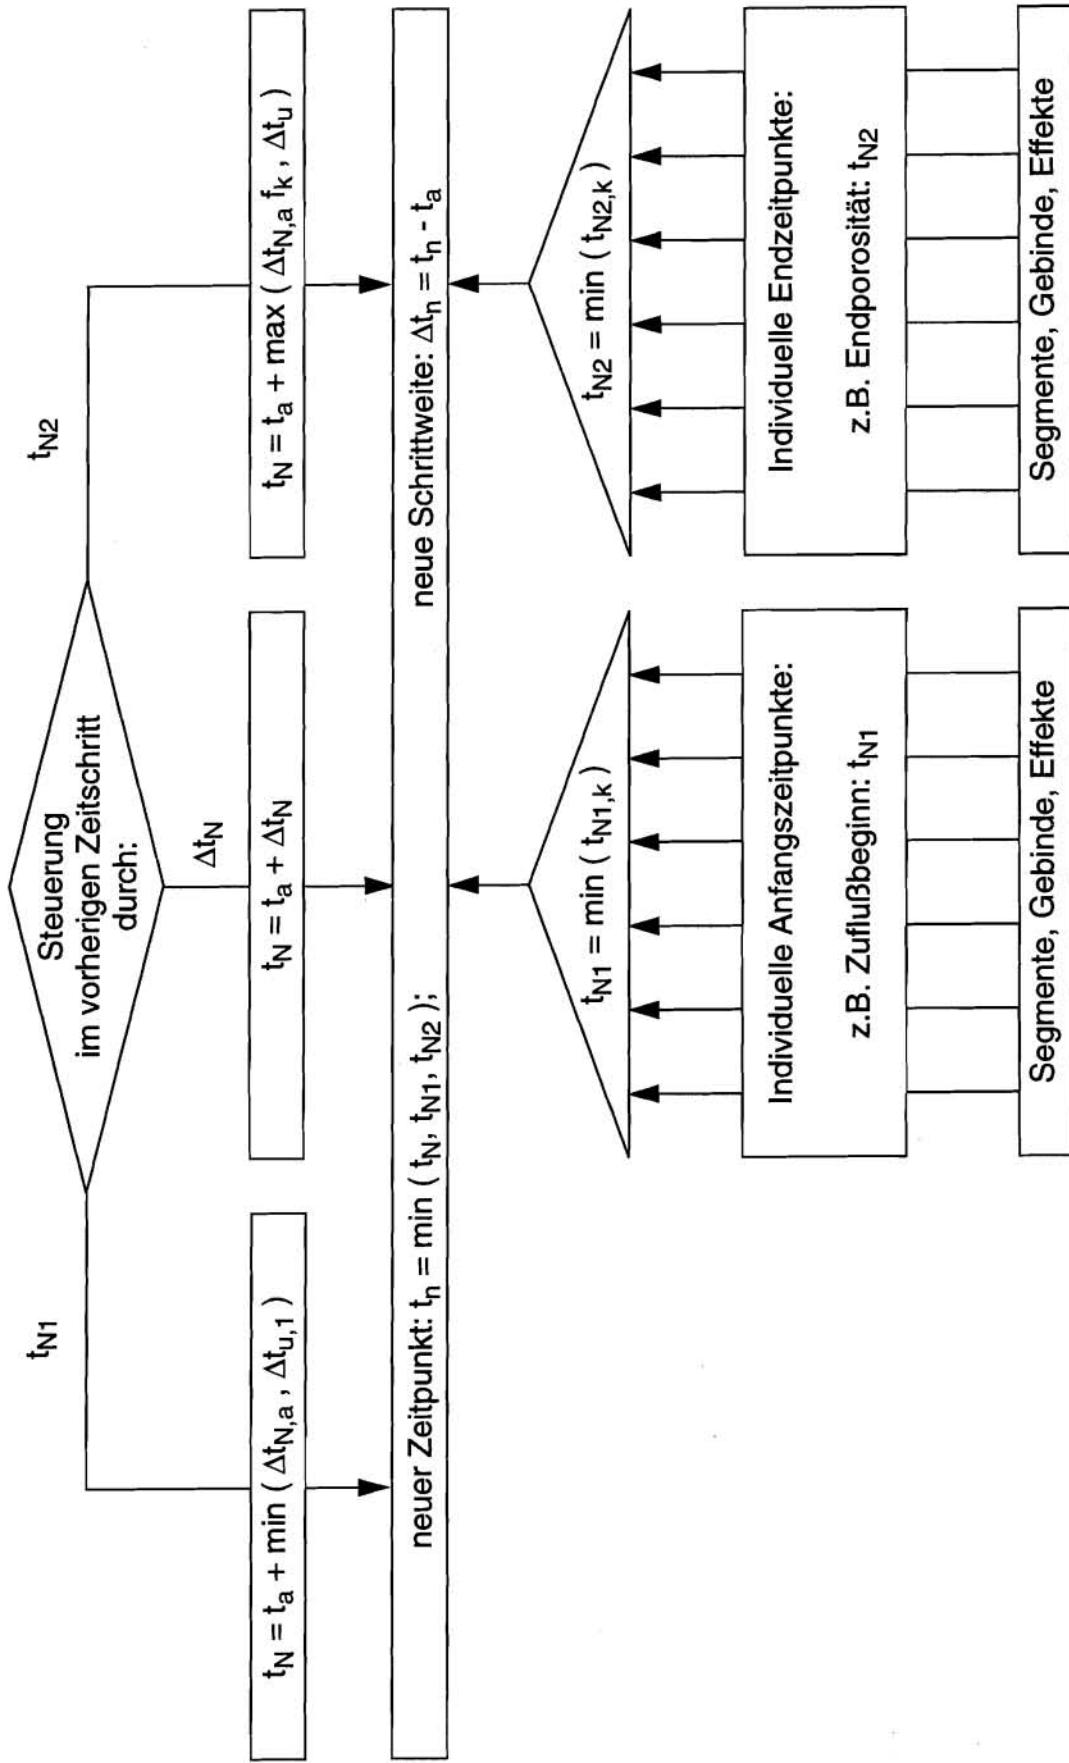 Steuerung
im vorherigen Zeitschritt
durch:
t_N1
Δt_N
t_N2
t_N = t_a + min ( Δt_N,a , Δt_u,1 )
t_N = t_a + Δt_N
t_N = t_a + max ( Δt_N,a f_k , Δt_u )
neuer Zeitpunkt: t_n = min ( t_N, t_N1, t_N2 ); neue Schrittweite: Δt_n = t_n - t_a
t_N1 = min ( t_N1,k )
Individuelle Anfangszeitpunkte:
z.B. Zuflußbeginn: t_N1
Segmente, Gebinde, Effekte
t_N2 = min ( t_N2,k )
Individuelle Endzeitpunkte:
z.B. Endporosität: t_N2
Segmente, Gebinde, Effekte